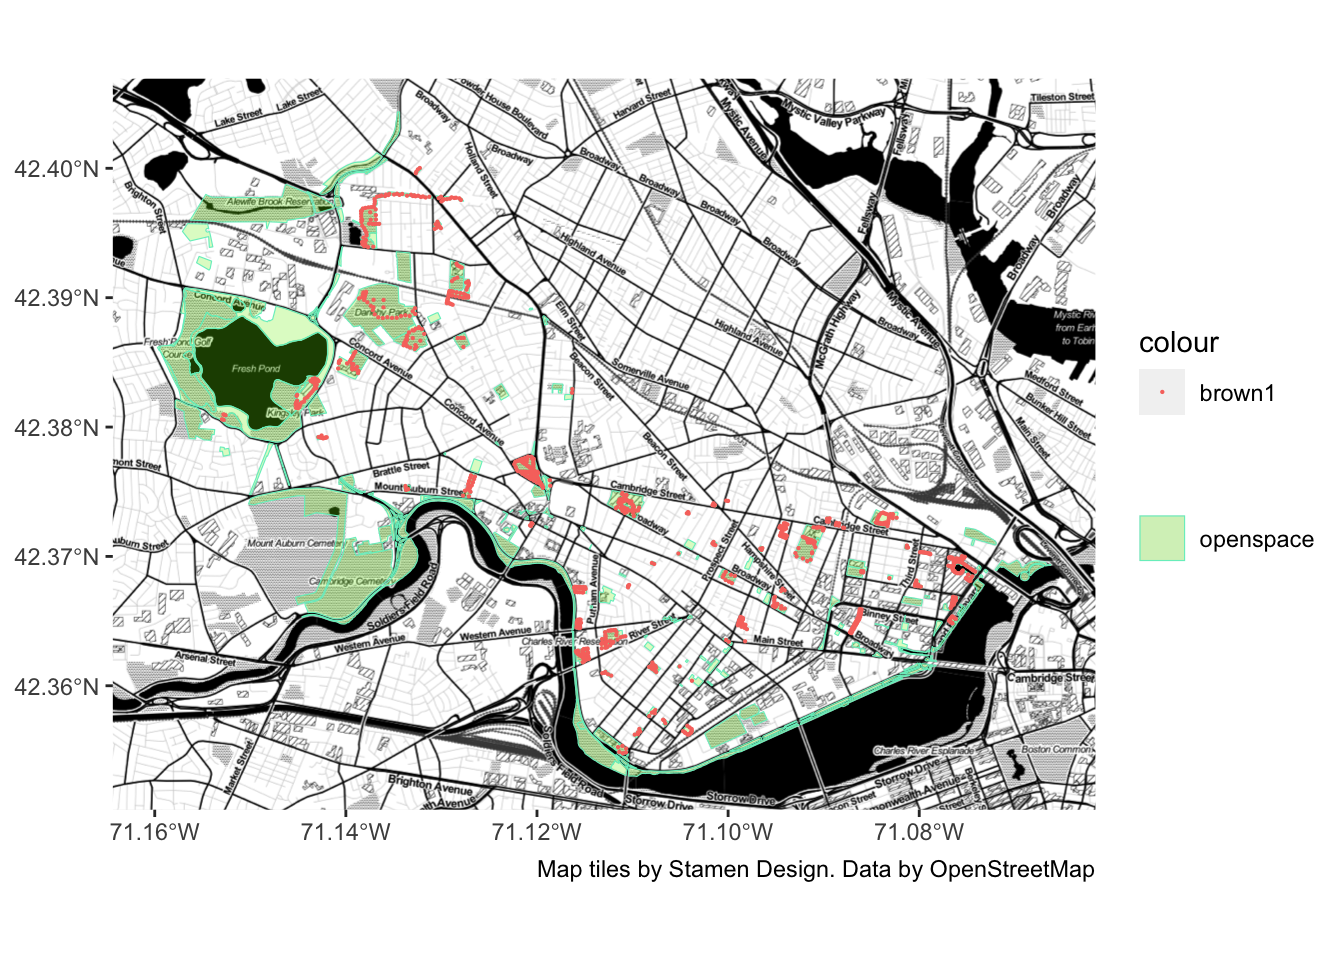 Lake Street
Lake Street
Broadway
Powder House Boulevard
Harvard Street
Mystic Avenue
Mystic Valley Parkway
Fellsway
Tileston Street
42.40°N
Brighton Street
Alewife Brook Reservation
Holland Street
Broadway
Broadway
Broadway
Broadway
Broadway
Fellsway
Broadway
Broadway
Highland Avenue
42.39°N
Concord Avenue
Danehy Park
Elm Street
Highland Avenue
McGrath Highway
Mystic Avenue
Broadway
Mystic Riv
from Earh
to Tobin
Fresh Pond Golf
Course
Fresh Pond
Kingsley Park
Concord Avenue
Beacon Street
Somerville Avenue
Medford Street
Bunker Hill Street
Main Street
42.38°N
Concord Avenue
Beacon Street
mont Street
Brattle Street
Mount Auburn Street
Cambridge Street
Broadway
Cambridge Street
42.37°N
uburn Street
Mount Auburn Cemetery
Cambridge Cemetery
Soldiers Field Road
Putnam Avenue
Prospect Street
Hampshire Street
Broadway
Third Street
Binney Street
Broadway
Western Avenue
Western Avenue
Charles River Reservation
River Street
Main Street
Arsenal Street
42.36°N
Cambridge Street
Market Street
Soldiers Field Road
Charles River Esplanade
Boston Common
Brighton Avenue
Storrow Drive
Storrow Drive
Storrow Drive
71.16°W
71.14°W
71.12°W
71.10°W
71.08°W
Map tiles by Stamen Design. Data by OpenStreetMap
colour
brown1
openspace